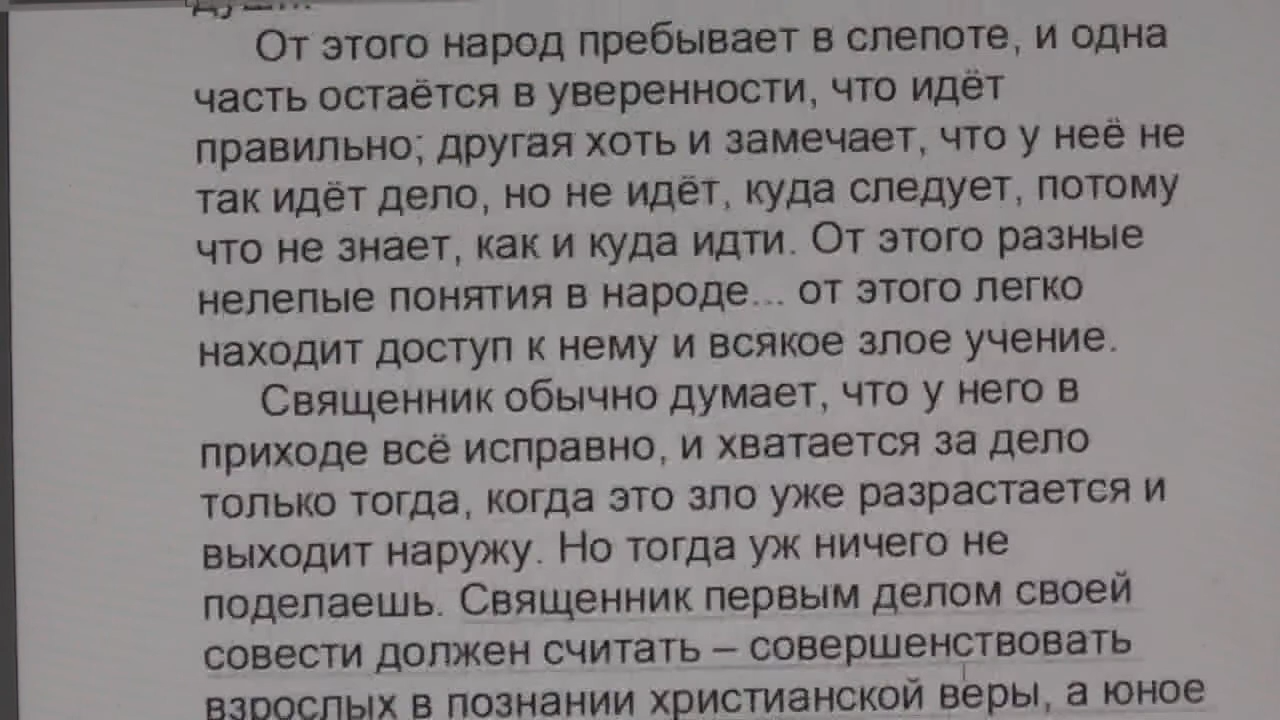 От этого народ пребывает в слепоте, и одна
часть остаётся в уверенности, что идёт
правильно; другая хоть и замечает, что у неё не
так идёт дело, но не идёт, куда следует, потому
что не знает, как и куда идти. От этого разные
нелепые понятия в народе... от этого легко
находит доступ к нему и всякое злое учение.
Священник обычно думает, что у него в
приходе всё исправно, и хватается за дело
только тогда, когда это зло уже разрастается и
выходит наружу. Но тогда уж ничего не
поделаешь. Священник первым делом своей
совести должен считать – совершенствовать
взрослых в познании христианской веры, а юное